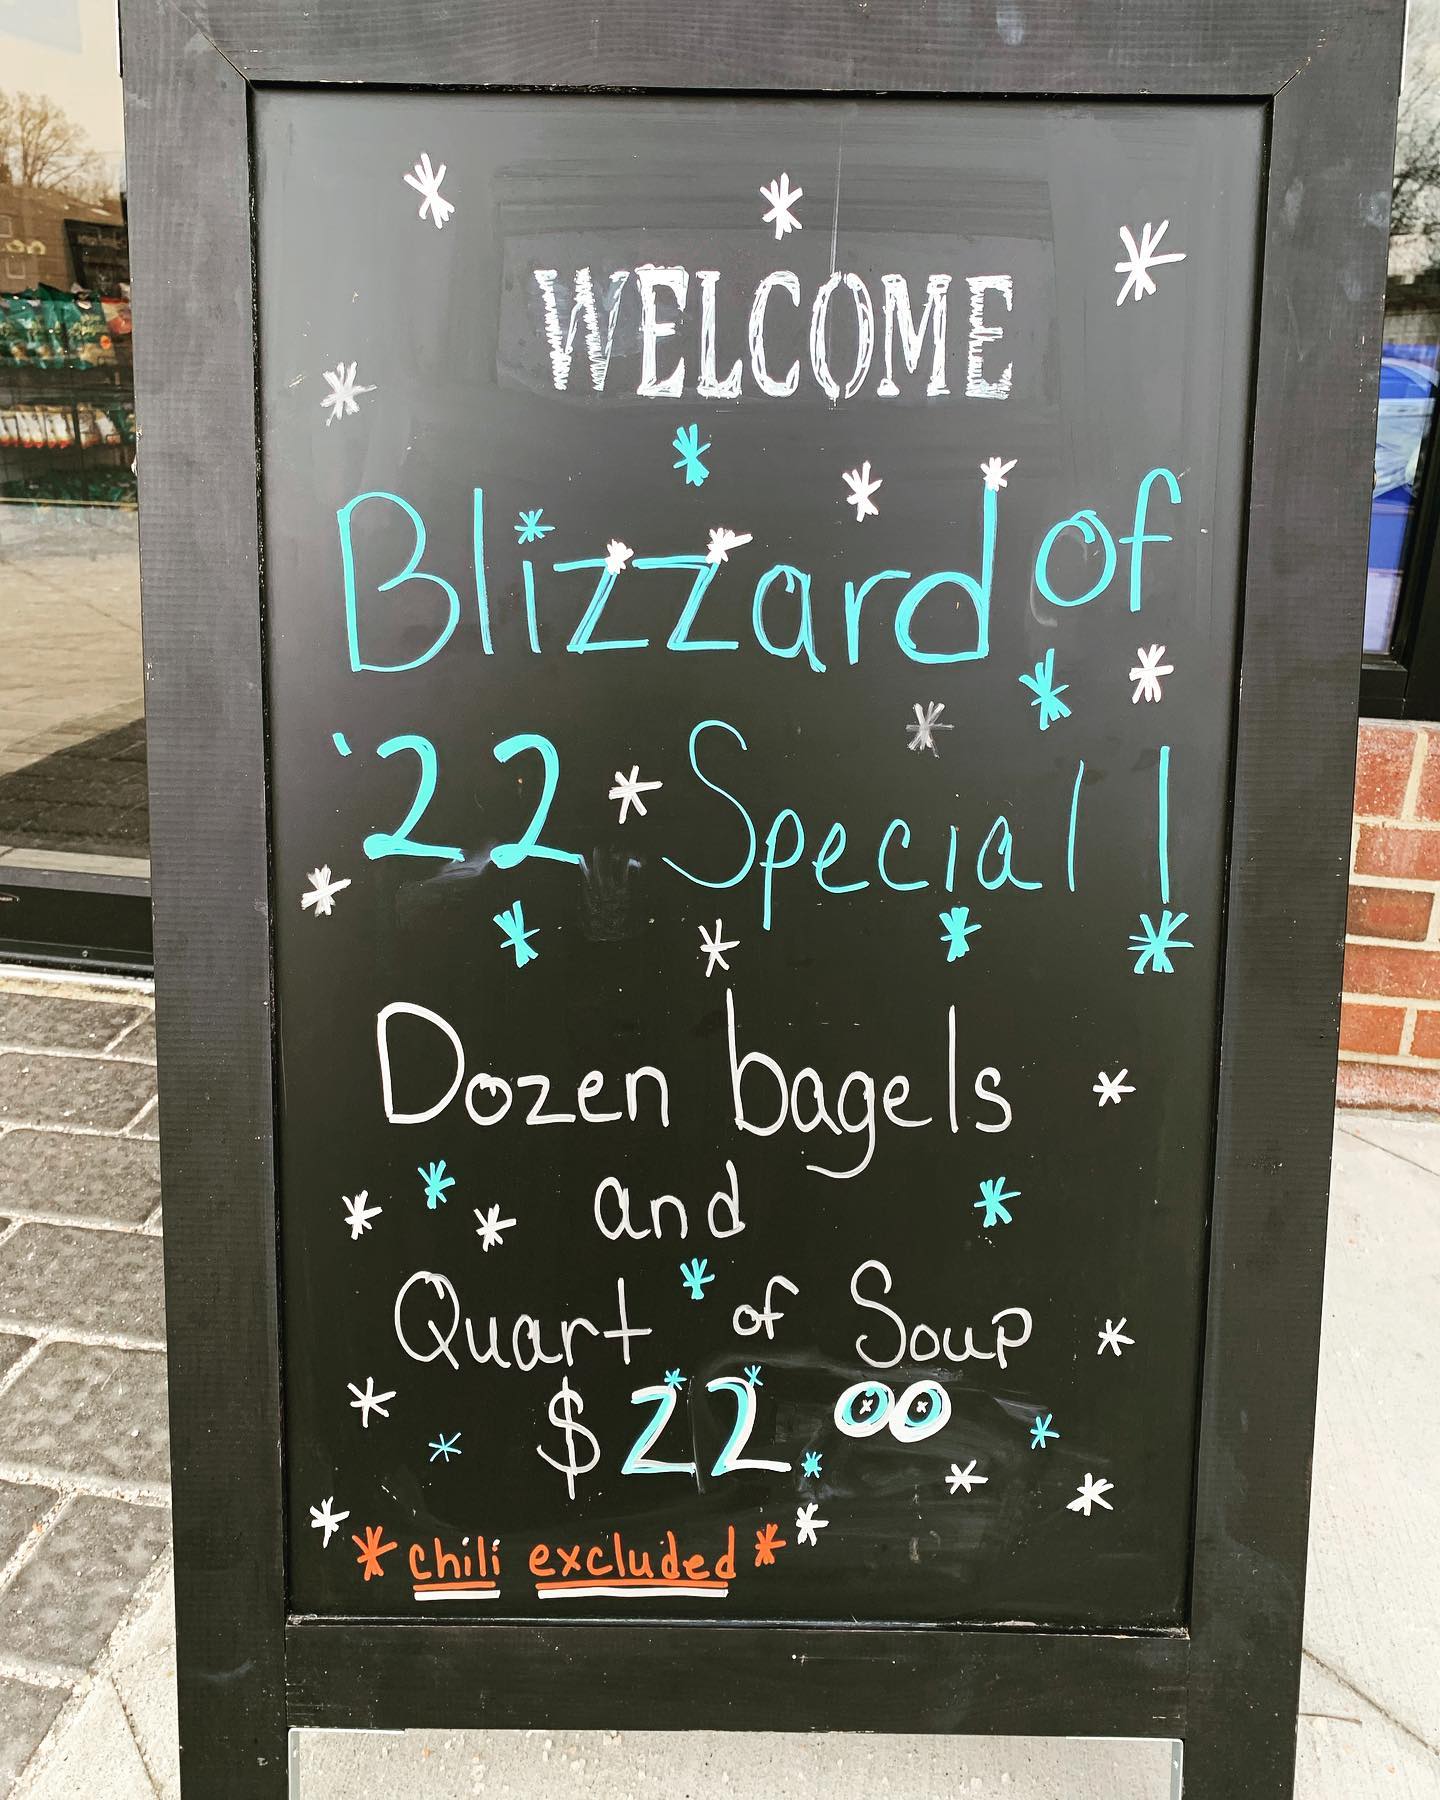 WELCOME
Blizzard of
'22 Special!
Dozen bagels
and
Quart of Soup
$22.00
*chili excluded*